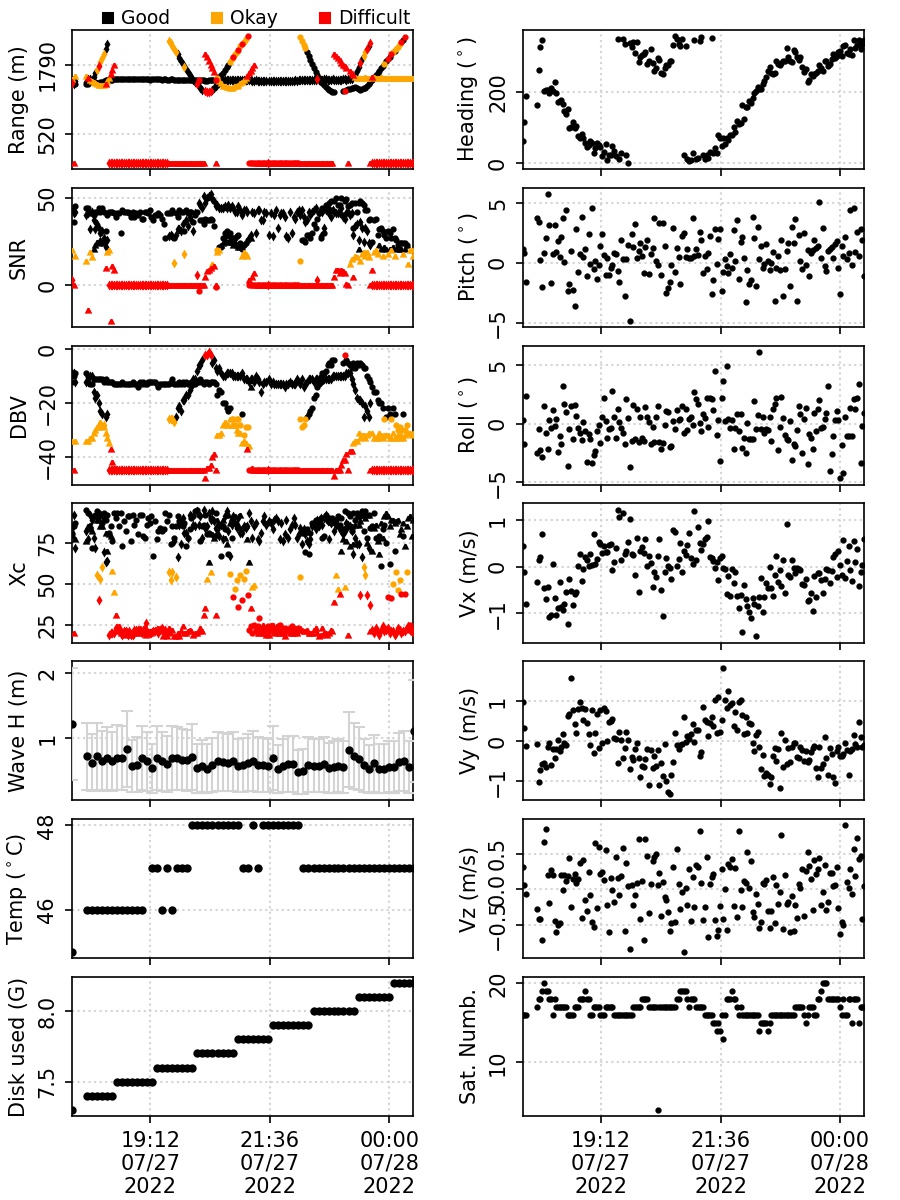 Good Okay Difficult
Range (m)
1790
520
Heading (°)
200
0
SNR
50
0
Pitch (°)
5
0
−5
DBV
0
−20
−40
Roll (°)
5
0
−5
Xc
75
50
25
Vx (m/s)
1
0
−1
Wave H (m)
2
1
Vy (m/s)
1
0
−1
Temp (°C)
48
46
Vz (m/s)
0.5
0.0
−0.5
Disk used (G)
8.0
7.5
Sat. Numb.
20
10
19:12 21:36 00:00
07/27 07/27 07/28
2022 2022 2022
19:12 21:36 00:00
07/27 07/27 07/28
2022 2022 2022